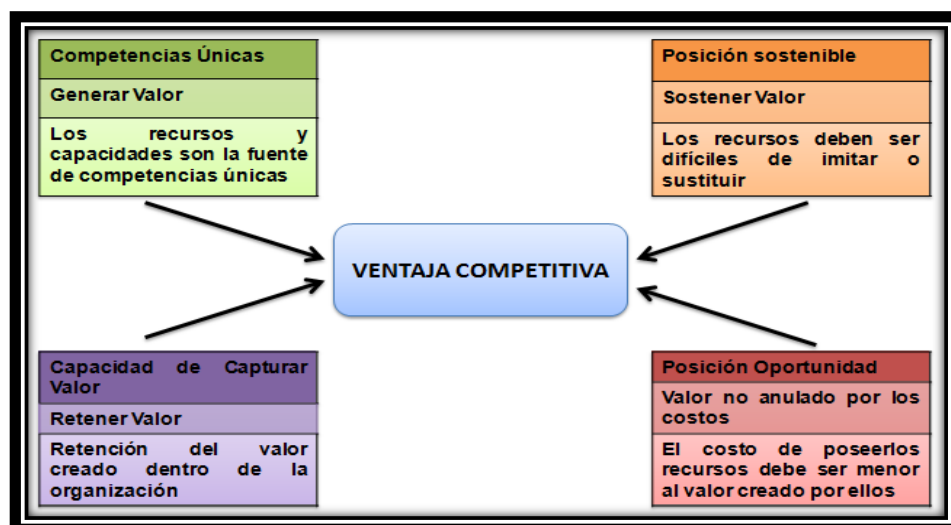 Competencias Únicas
Generar Valor
Los recursos y
capacidades son la fuente
de competencias únicas
Posición sostenible
Sostener Valor
Los recursos deben ser
difíciles de imitar o
sustituir
VENTAJA COMPETITIVA
Capacidad de Capturar
Valor
Retener Valor
Retención del valor
creado dentro de la
organización
Posición Oportunidad
Valor no anulado por los
costos
El costo de poseerlos
recursos debe ser menor
al valor creado por ellos